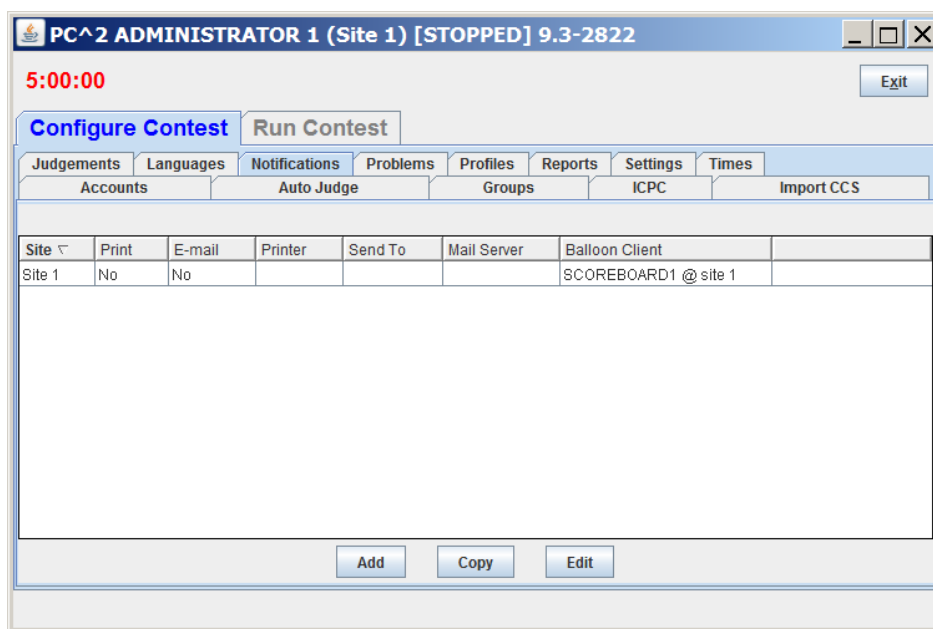 PC^2 ADMINISTRATOR 1 (Site 1) [STOPPED] 9.3-2822
5:00:00 Exit
Configure Contest Run Contest
Judgements Languages Notifications Problems Profiles Reports Settings Times
Accounts Auto Judge Groups ICPC Import CCS
Site Print E-mail Printer Send To Mail Server Balloon Client
Site 1 No No SCOREBOARD1 @ site 1
Add Copy Edit